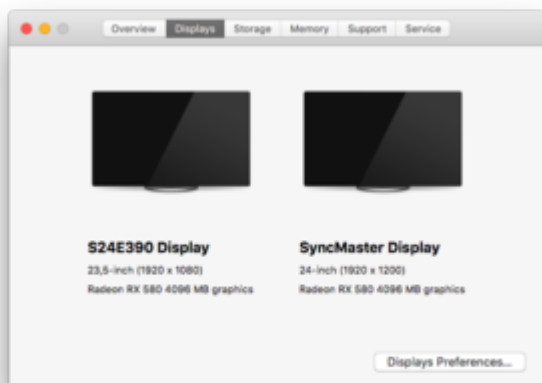 Overview Displays Storage Memory Support Service
S24E390 Display
23,5-inch (1920 x 1080)
Radeon RX 580 4096 MB graphics
SyncMaster Display
24-inch (1920 x 1200)
Radeon RX 580 4096 MB graphics
Displays Preferences...